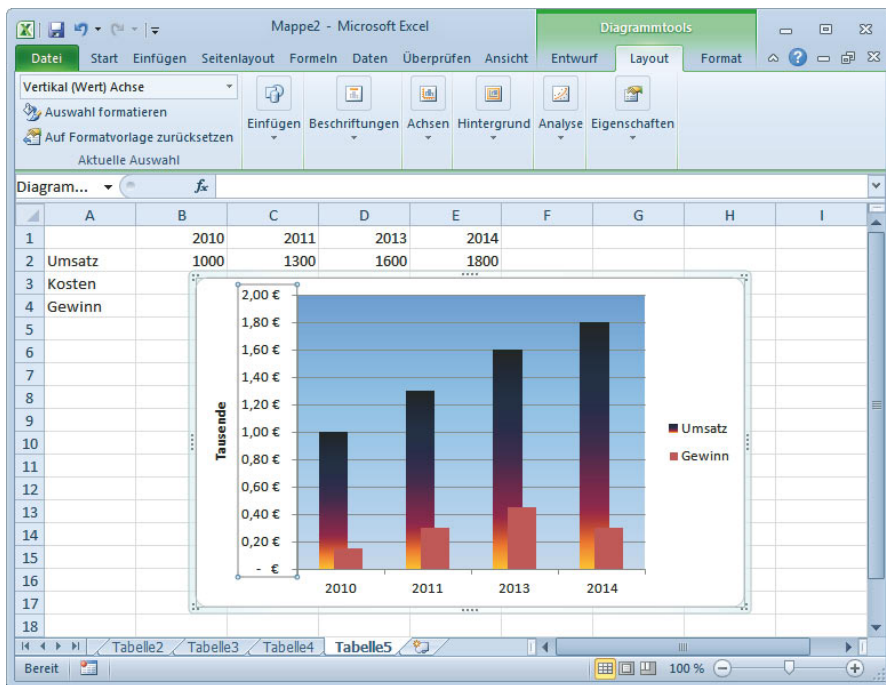 Mappe2 - Microsoft Excel
Diagrammtools
Datei Start Einfügen Seitenlayout Formeln Daten Überprüfen Ansicht Entwurf Layout Format
Vertikal (Wert) Achse
Auswahl formatieren
Auf Formatvorlage zurücksetzen
Aktuelle Auswahl
Einfügen Beschriftungen Achsen Hintergrund Analyse Eigenschaften
Diagram... fx
A B C D E F G H I
1 2010 2011 2013 2014
2 Umsatz 1000 1300 1600 1800
3 Kosten
4 Gewinn
5
6
7
8
9
10
11
12
13
14
15
16
17
18
2,00 €
1,80 €
1,60 €
1,40 €
1,20 €
1,00 €
0,80 €
0,60 €
0,40 €
0,20 €
- €
Tausende
2010 2011 2013 2014
Umsatz
Gewinn
Tabelle2 Tabelle3 Tabelle4 Tabelle5
Bereit 100 %